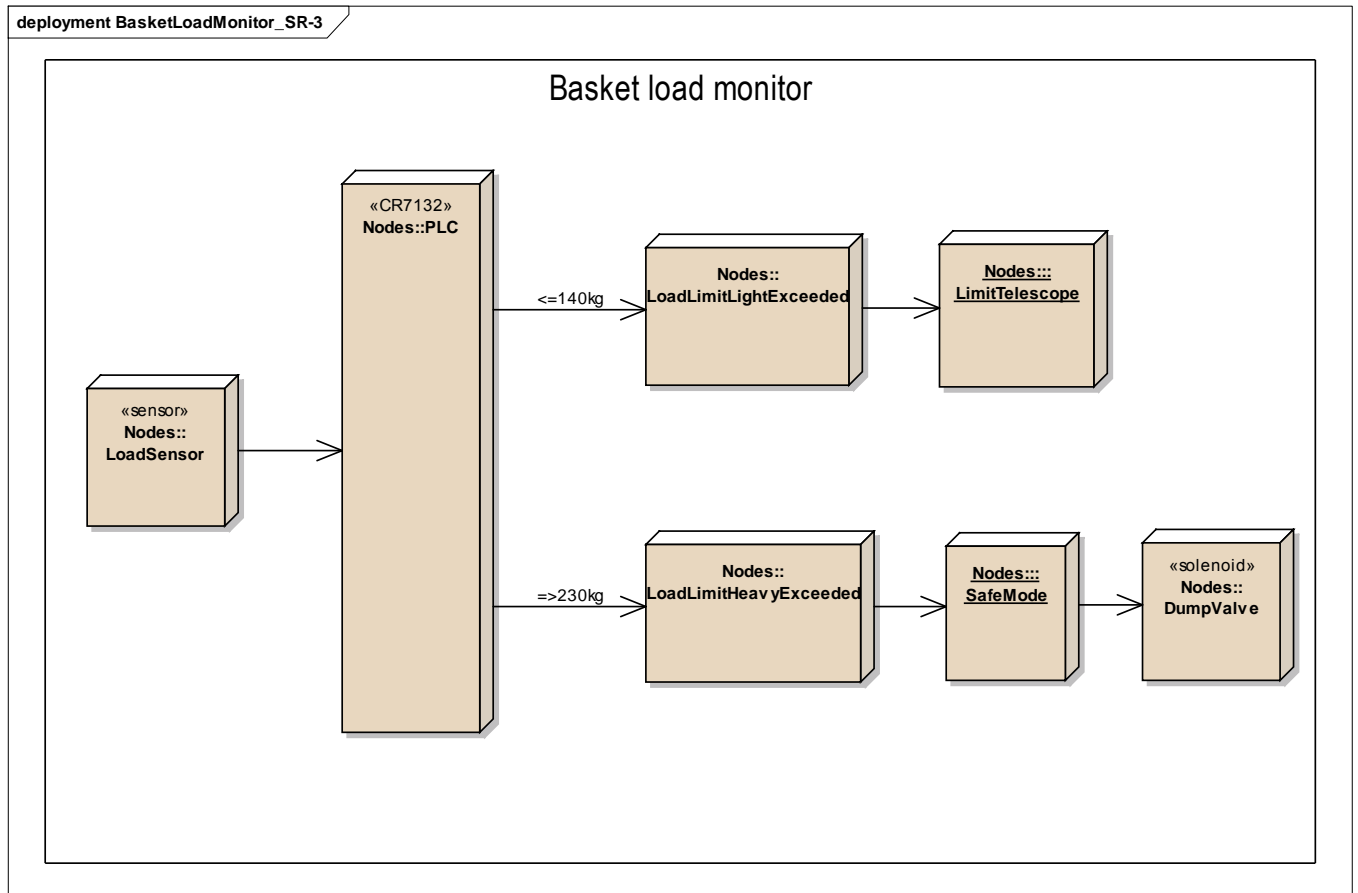 deployment BasketLoadMonitor_SR-3
Basket load monitor
«CR7132»
Nodes::PLC
<=140kg
Nodes::
LoadLimitLightExceeded
Nodes:::
LimitTelescope
«sensor»
Nodes::
LoadSensor
=>230kg
Nodes::
LoadLimitHeavyExceeded
Nodes:::
SafeMode
«solenoid»
Nodes::
DumpValve